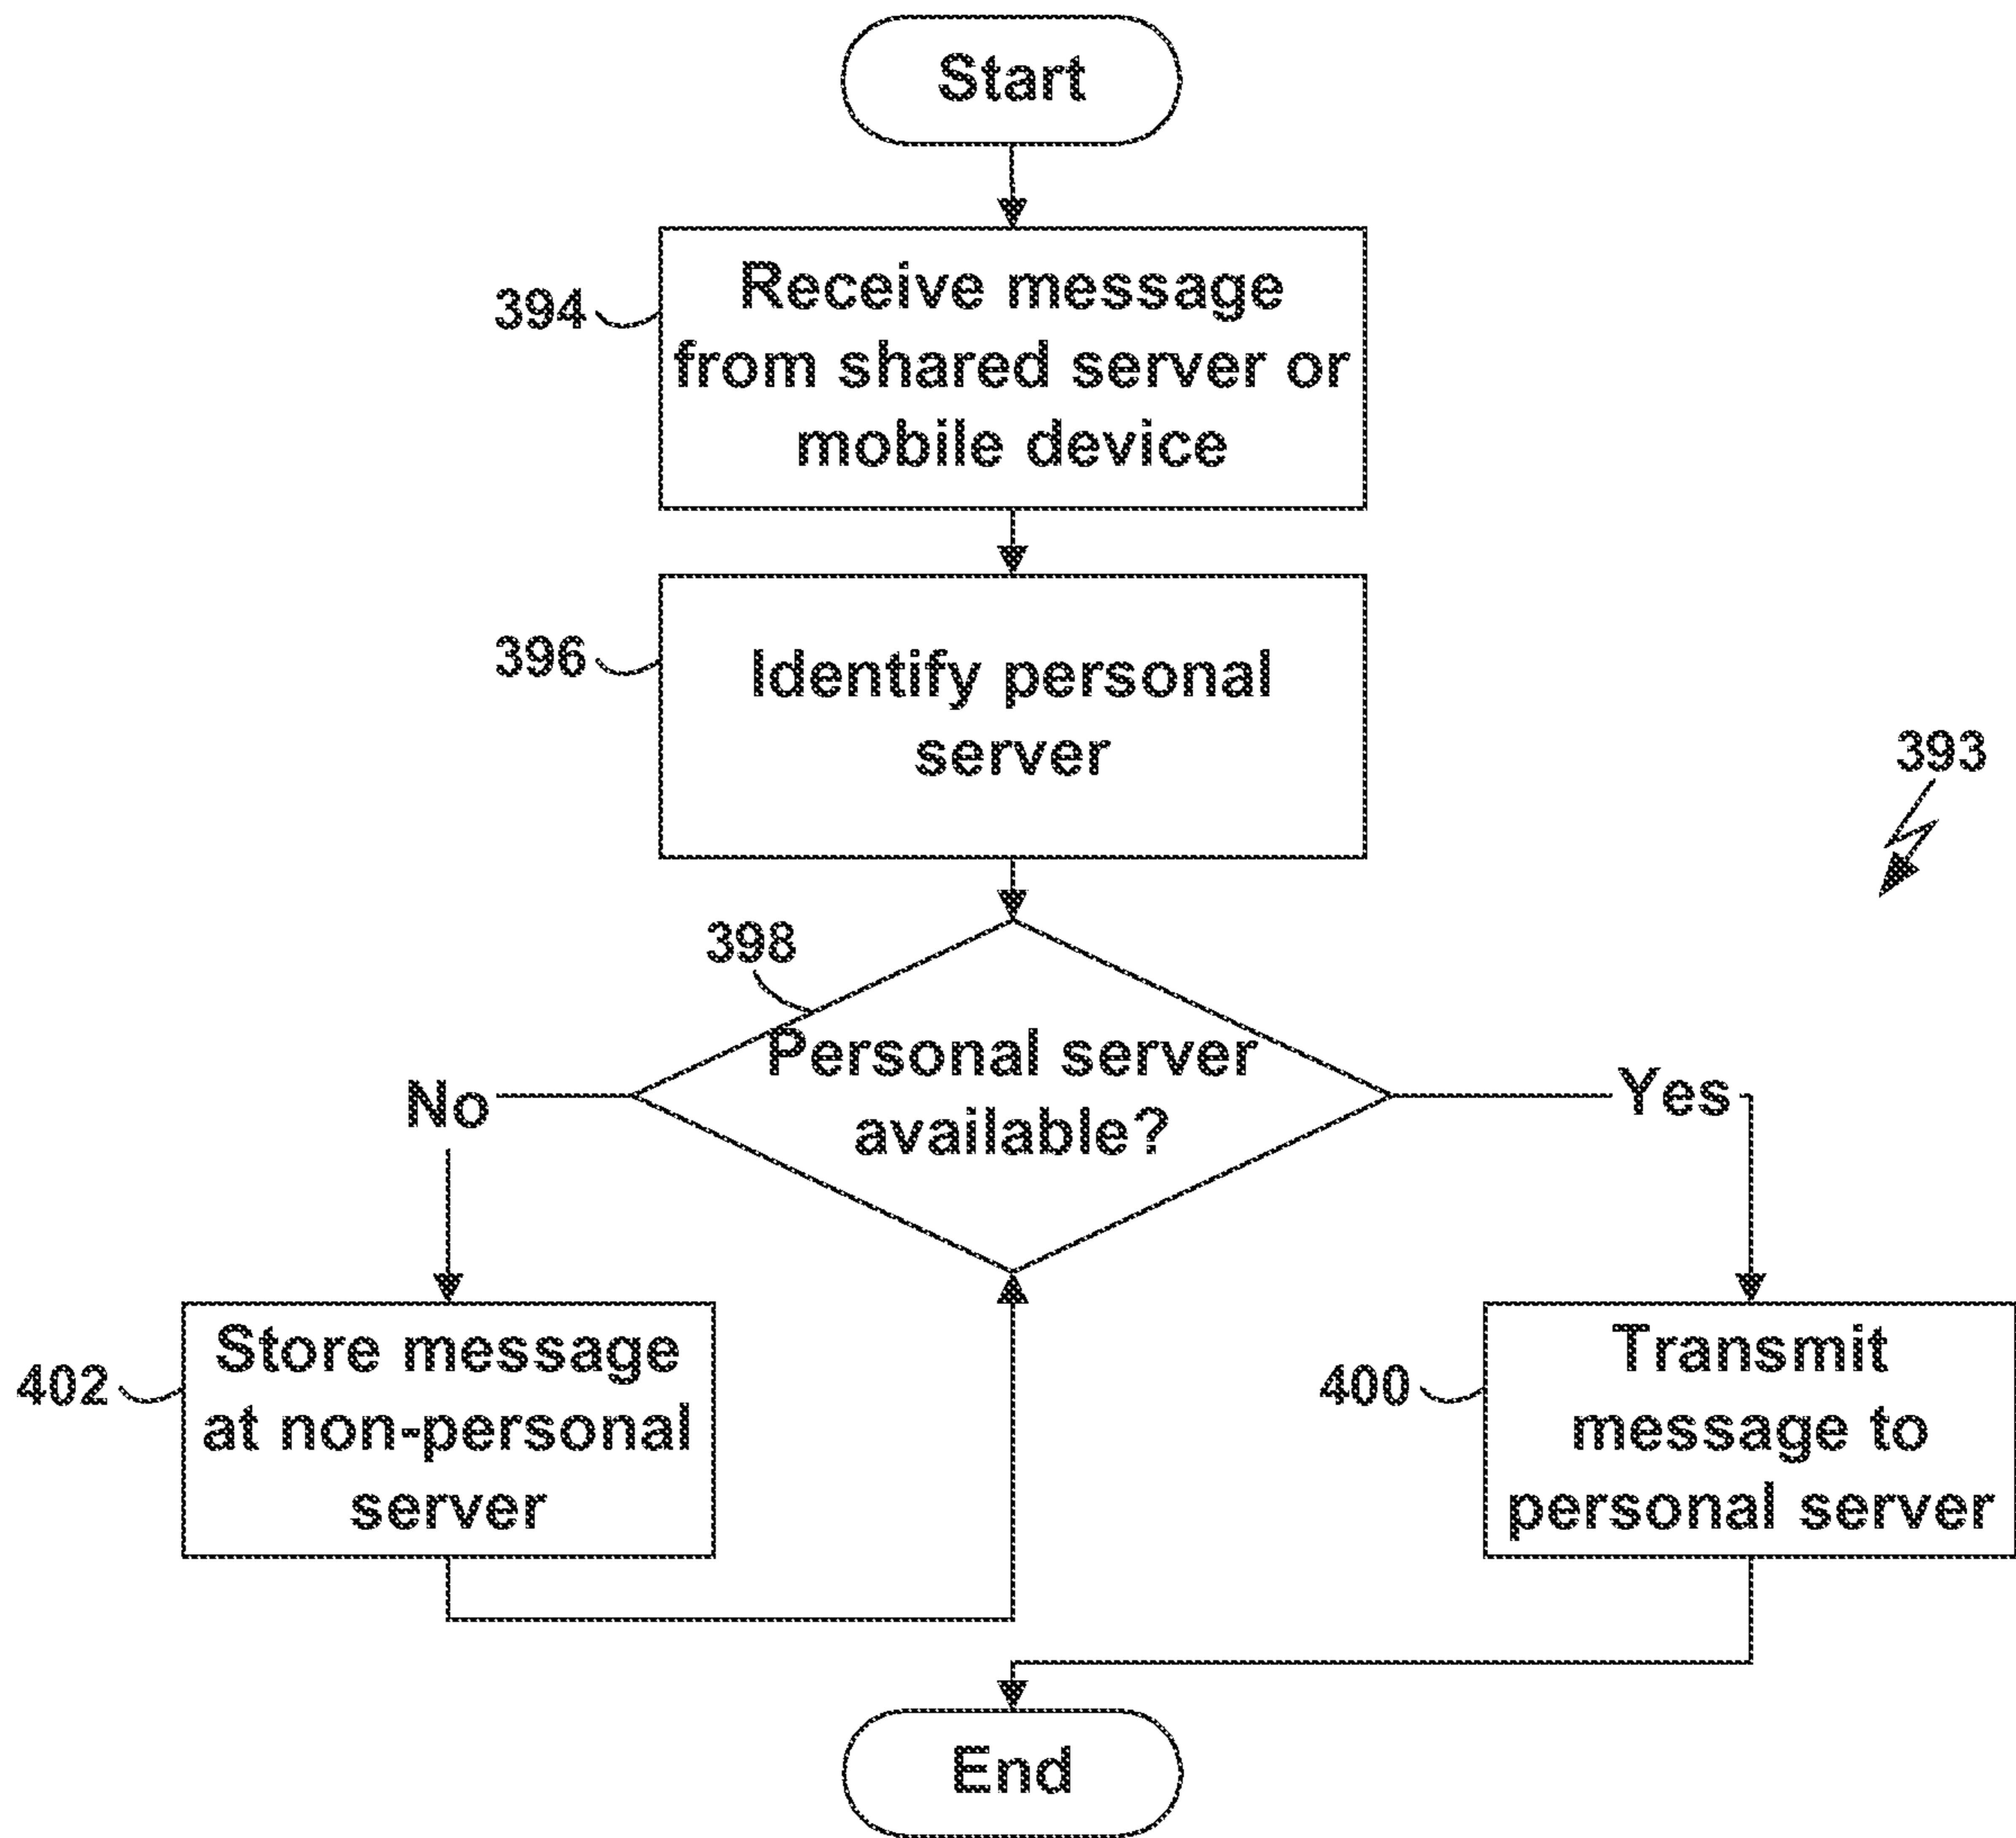 Start
394
Receive message
from shared server or
mobile device
396
Identify personal
server
393
398
Personal server
available?
No
Yes
402
Store message
at non-personal
server
400
Transmit
message to
personal server
End